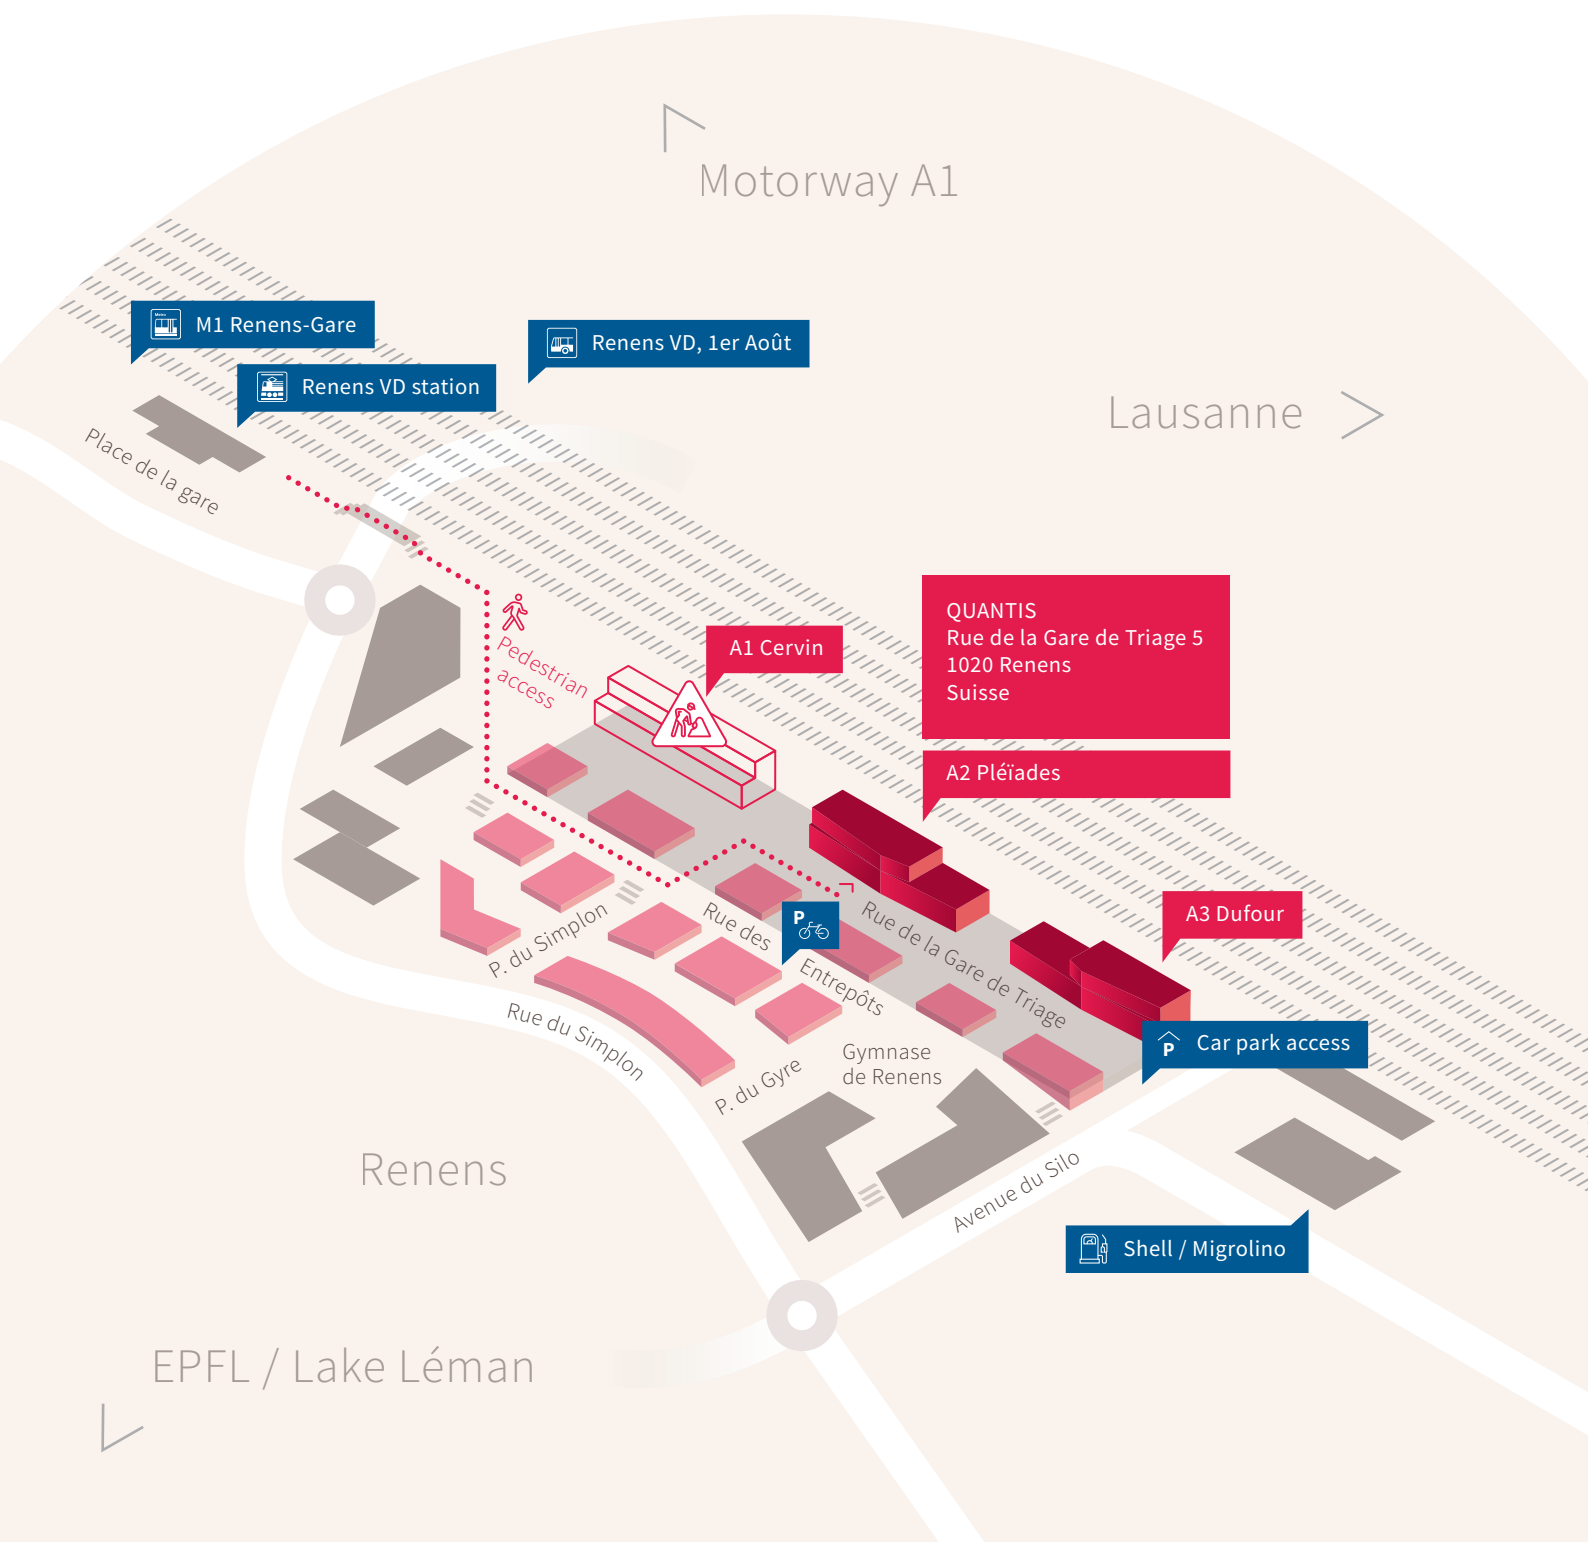 Motorway A1
M1 Renens-Gare
Renens VD, 1er Août
Renens VD station
Lausanne
Place de la gare
QUANTIS
Rue de la Gare de Triage 5
1020 Renens
Suisse
Pedestrian
access
A1 Cervin
A2 Pléïades
A3 Dufour
P
Rue des
Entrepôts
Rue de la Gare de Triage
P. du Simplon
Rue du Simplon
P
Car park access
Gymnase
de Renens
P. du Gyre
Renens
Avenue du Silo
Shell / Migrolino
EPFL / Lake Léman